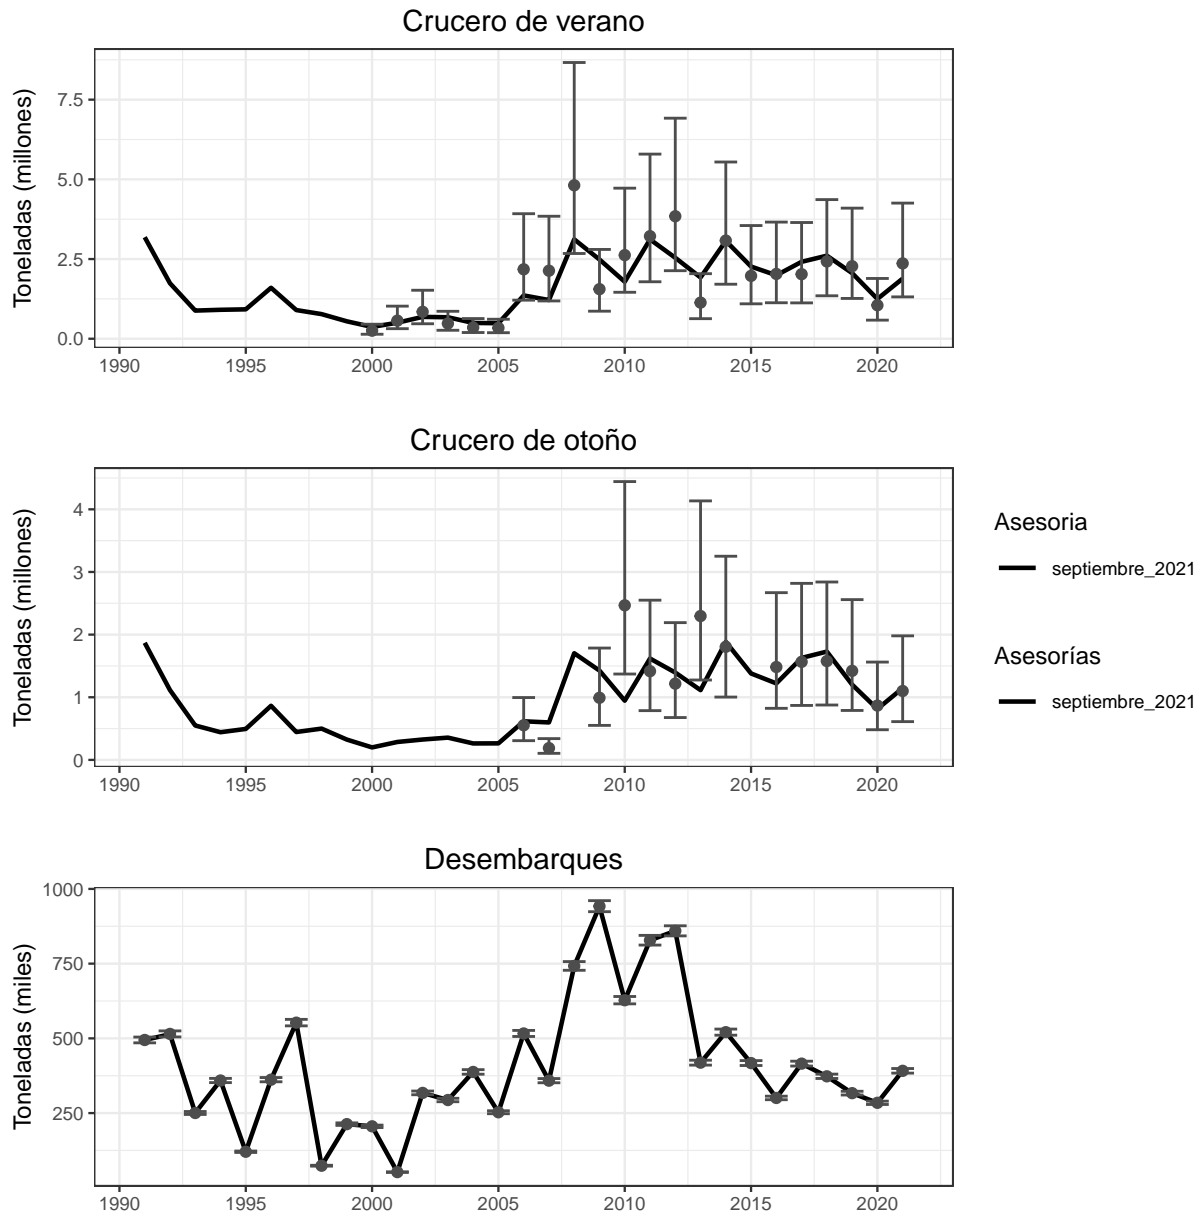 Crucero de verano
Toneladas (millones)
7.5
5.0
2.5
0.0
1990 1995 2000 2005 2010 2015 2020
Crucero de otoño
Toneladas (millones)
4
3
2
1
0
1990 1995 2000 2005 2010 2015 2020
Asesoria
septiembre_2021
Asesorías
septiembre_2021
Desembarques
Toneladas (miles)
1000
750
500
250
1990 1995 2000 2005 2010 2015 2020